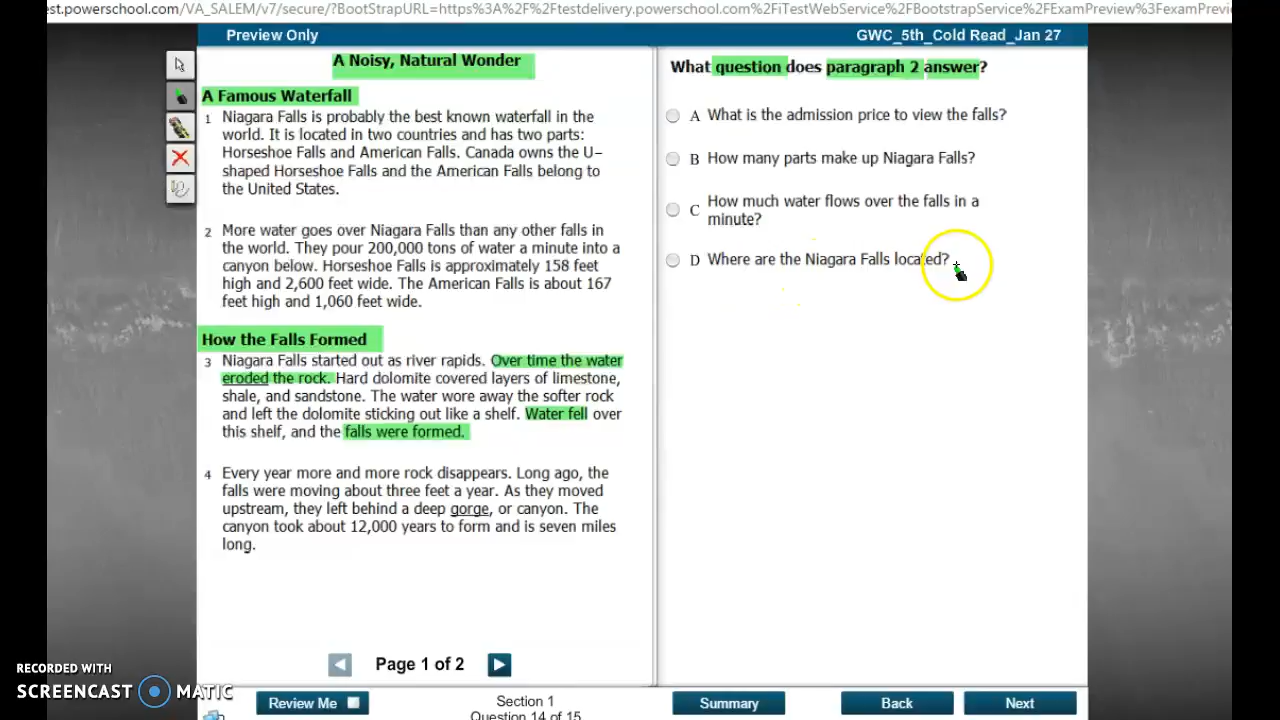 est.powerschool.com/VA_SALEM/v7/secure/?BootStrapURL=https%3A%2F%2Ftestdelivery.powerschool.com%2FiTestWebService%2FBootstrapService%2FExamPreview%3FexamPrevie
Preview Only
GWC_5th_Cold Read_Jan 27
A Noisy, Natural Wonder
A Famous Waterfall
1 Niagara Falls is probably the best known waterfall in the
world. It is located in two countries and has two parts:
Horseshoe Falls and American Falls. Canada owns the U–
shaped Horseshoe Falls and the American Falls belong to
the United States.
2 More water goes over Niagara Falls than any other falls in
the world. They pour 200,000 tons of water a minute into a
canyon below. Horseshoe Falls is approximately 158 feet
high and 2,600 feet wide. The American Falls is about 167
feet high and 1,060 feet wide.
How the Falls Formed
3 Niagara Falls started out as river rapids. Over time the water
eroded the rock. Hard dolomite covered layers of limestone,
shale, and sandstone. The water wore away the softer rock
and left the dolomite sticking out like a shelf. Water fell over
this shelf, and the falls were formed.
4 Every year more and more rock disappears. Long ago, the
falls were moving about three feet a year. As they moved
upstream, they left behind a deep gorge, or canyon. The
canyon took about 12,000 years to form and is seven miles
long.
Page 1 of 2
What question does paragraph 2 answer?
A What is the admission price to view the falls?
B How many parts make up Niagara Falls?
C How much water flows over the falls in a
minute?
D Where are the Niagara Falls located?
RECORDED WITH
SCREENCAST MATIC
Review Me
Section 1
Question 14 of 15
Summary
Back
Next